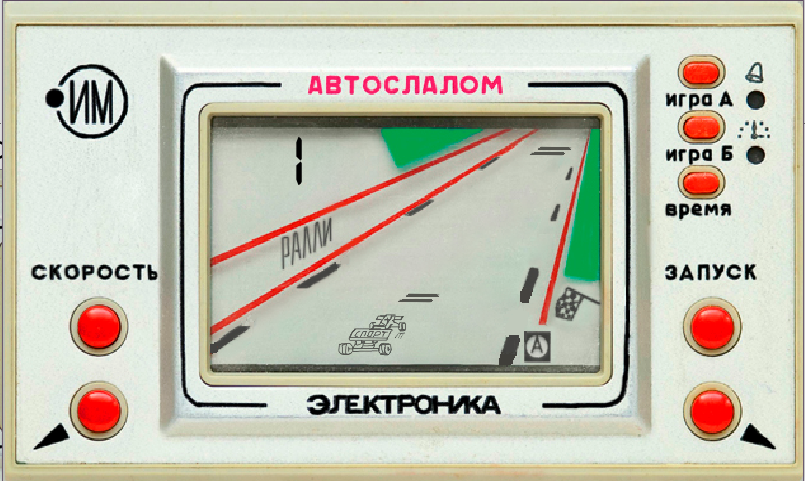 ИМ
АВТОСЛАЛОМ
игра А
игра Б
время
1
РАЛЛИ
СКОРОСТЬ
ЗАПУСК
СПОРТ
А
ЭЛЕКТРОНИКА